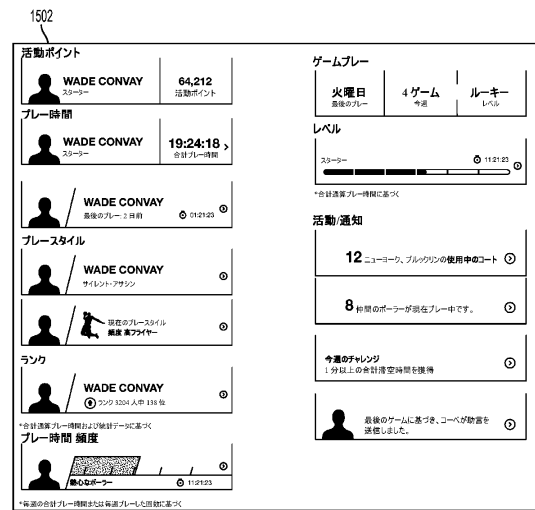 1502
活動ポイント
WADE CONVAY
スターター
64,212
活動ポイント
プレー時間
WADE CONVAY
スターター
19:24:18
合計プレー時間
WADE CONVAY
最後のプレー: 2 日前
01:21:23
プレースタイル
WADE CONVAY
サイレント・アサシン
現在のプレースタイル
頻度 高フライヤー
ランク
WADE CONVAY
ランク 3204 人中 138 位
*合計通算プレー時間および統計データに基づく
プレー時間 頻度
熱心なボーラー
11:21:23
*毎週の合計プレー時間または毎週プレーした回数に基づく
ゲームプレー
火曜日
最後のプレー
4 ゲーム
今週
ルーキー
レベル
レベル
スターター
11:21:23
*合計通算プレー時間に基づく
活動/通知
12 ニューヨーク、ブルックリンの使用中のコート
8 仲間のボーラーが現在プレー中です。
今週のチャレンジ
1 分以上の合計滞空時間を獲得
最後のゲームに基づき、コーベが助言を
送信しました。